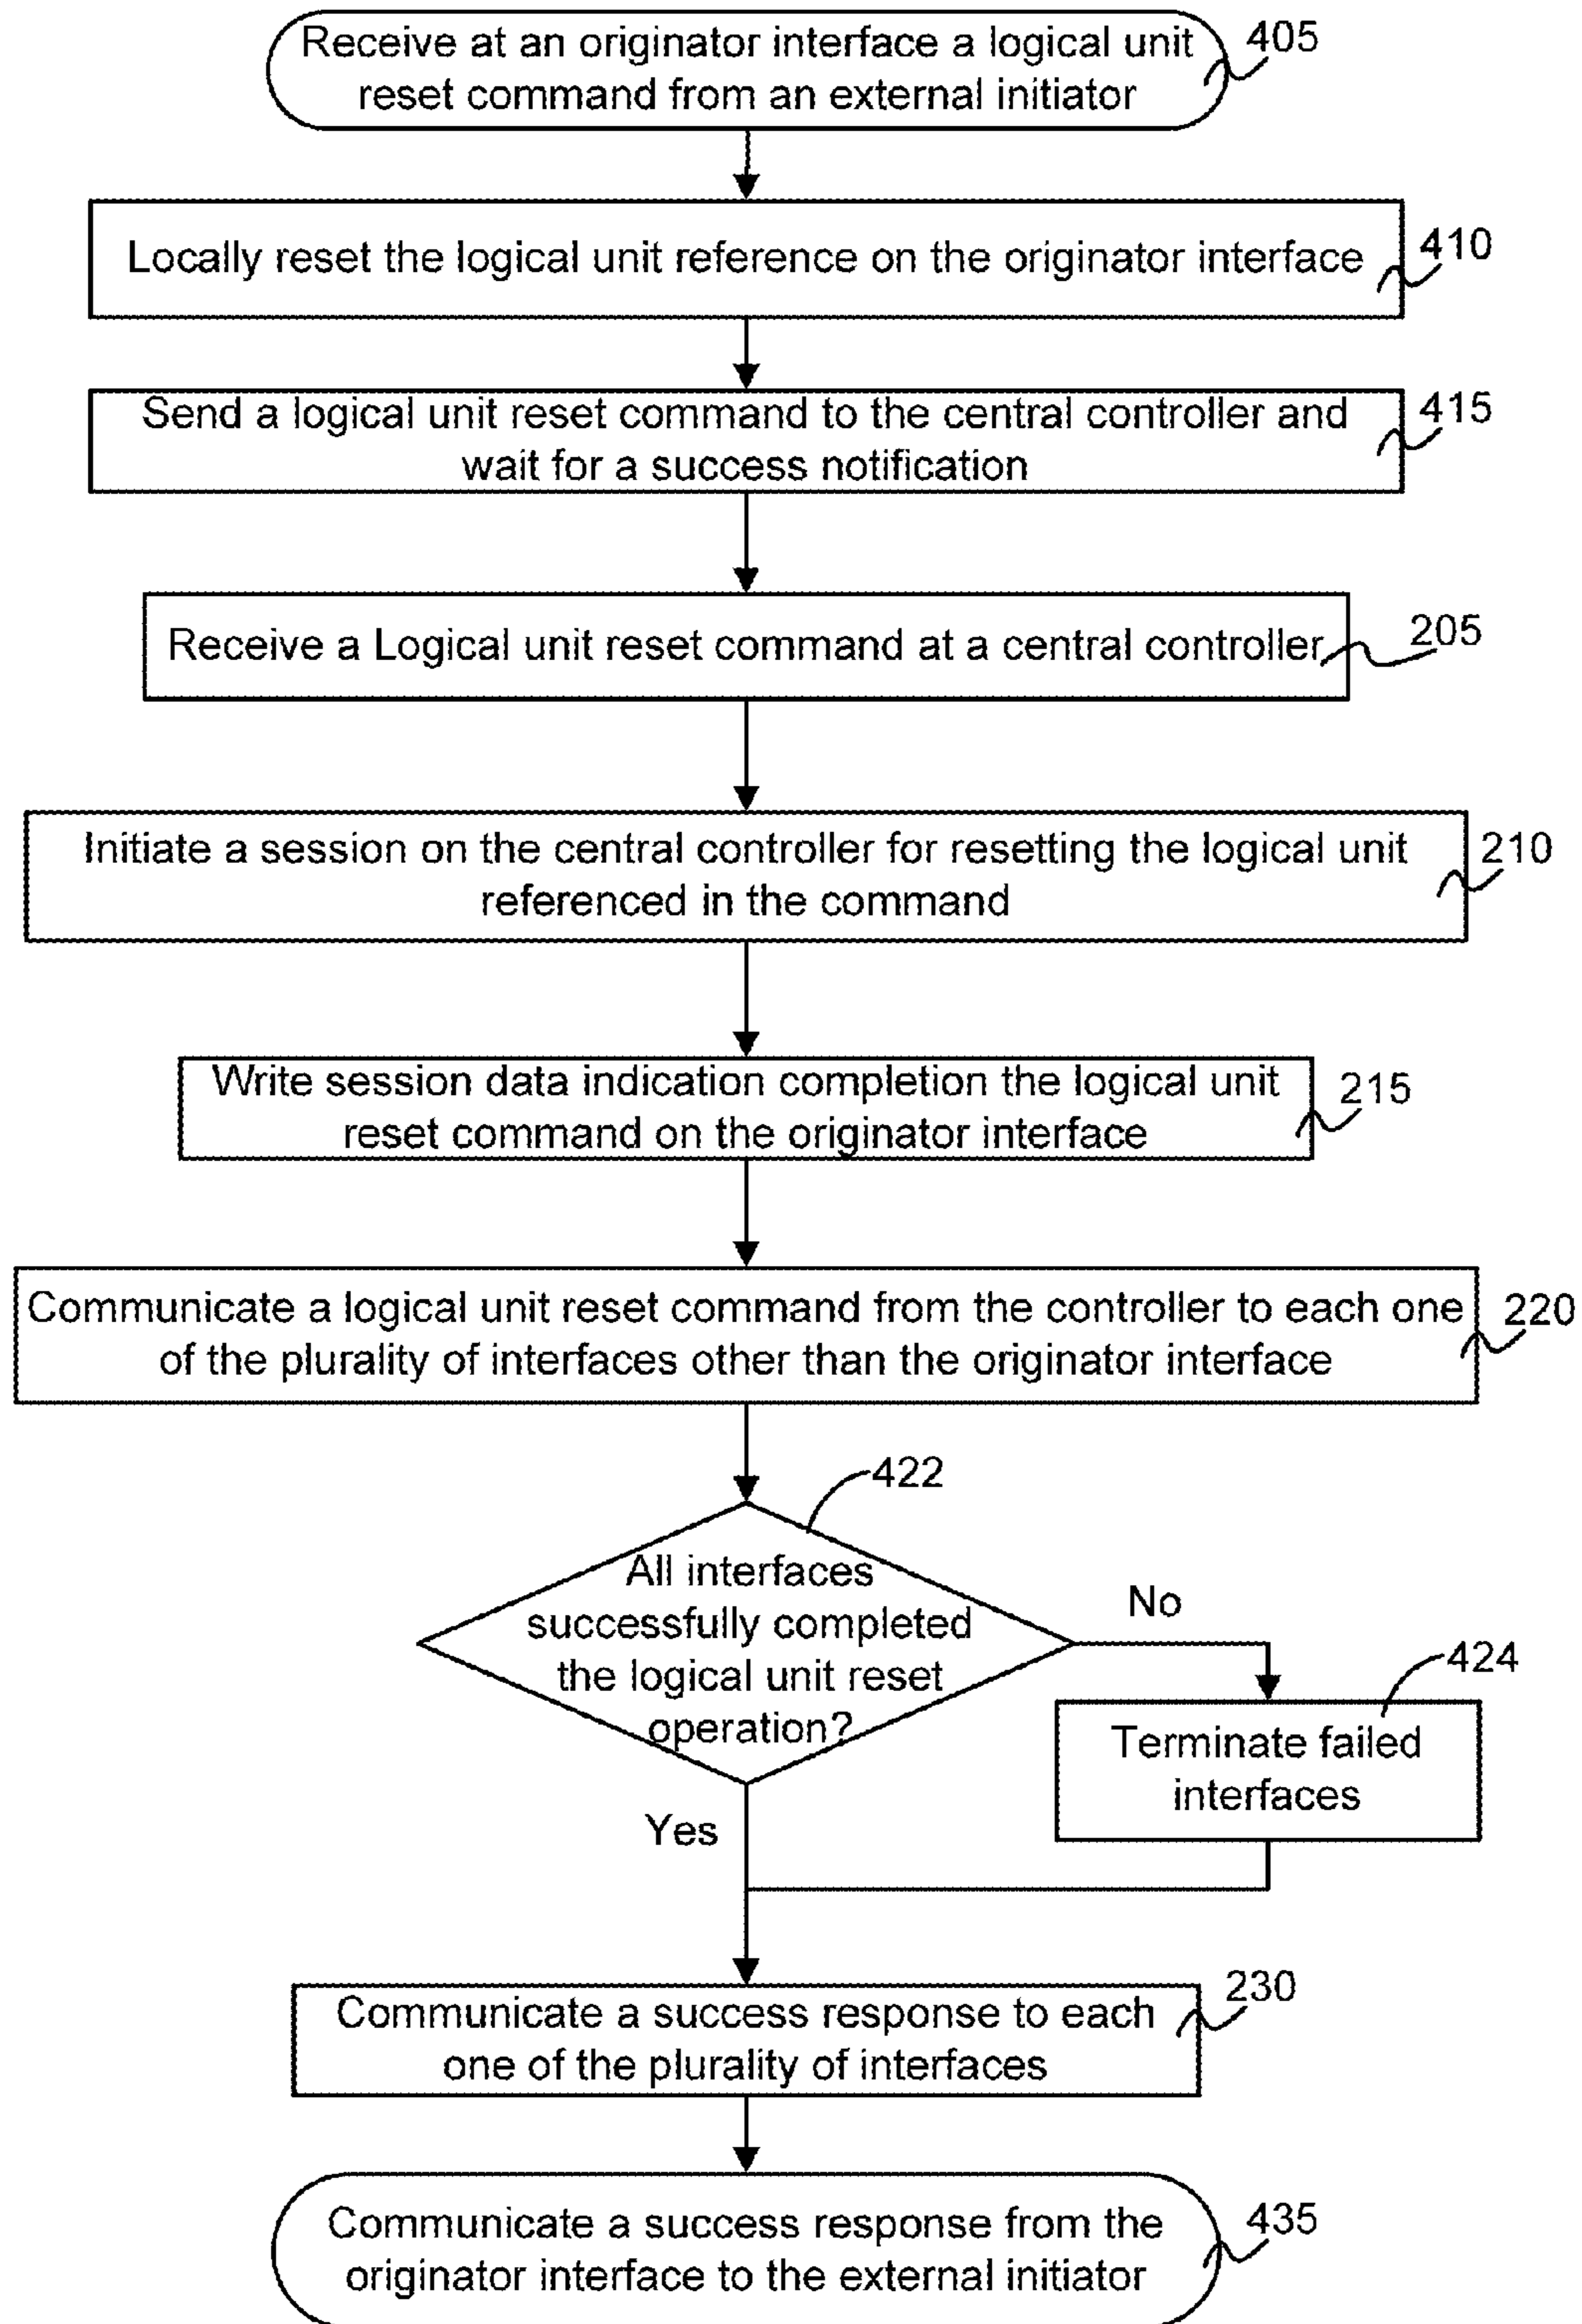 Receive at an originator interface a logical unit
reset command from an external initiator
405
Locally reset the logical unit reference on the originator interface
410
Send a logical unit reset command to the central controller and
wait for a success notification
415
Receive a Logical unit reset command at a central controller
205
Initiate a session on the central controller for resetting the logical unit
referenced in the command
210
Write session data indication completion the logical unit
reset command on the originator interface
215
Communicate a logical unit reset command from the controller to each one
of the plurality of interfaces other than the originator interface
220
422
All interfaces
successfully completed
the logical unit reset
operation?
No
424
Terminate failed
interfaces
Yes
Communicate a success response to each
one of the plurality of interfaces
230
Communicate a success response from the
originator interface to the external initiator
435